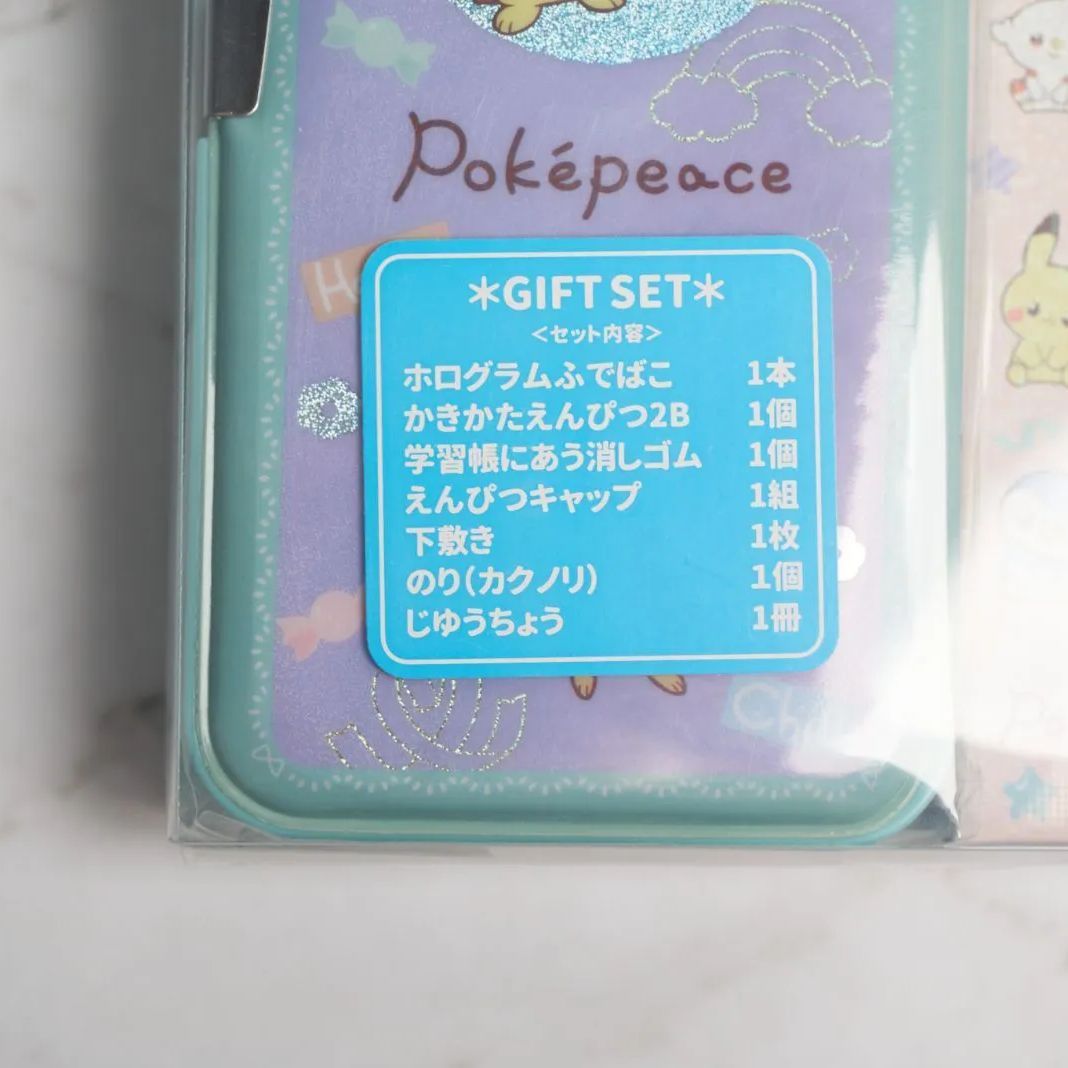 Poképeace
H
*GIFT SET*
<セット内容>
ホログラムふでばこ 1本
かきかたえんぴつ2B 1個
学習帳にあう消しゴム 1個
えんぴつキャップ 1組
下敷き 1枚
のり(カクノリ) 1個
じゆうちょう 1冊